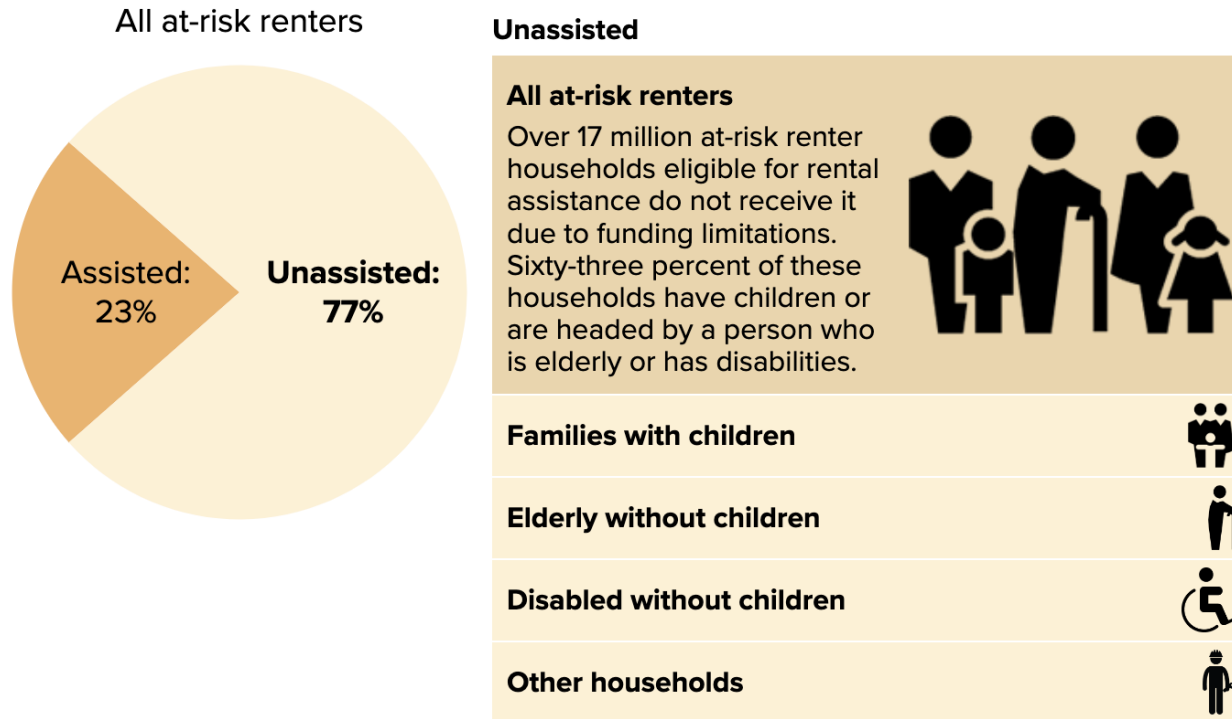 All at-risk renters
Assisted:
23%
Unassisted:
77%
Unassisted
All at-risk renters
Over 17 million at-risk renter
households eligible for rental
assistance do not receive it
due to funding limitations.
Sixty-three percent of these
households have children or
are headed by a person who
is elderly or has disabilities.
Families with children
Elderly without children
Disabled without children
Other households